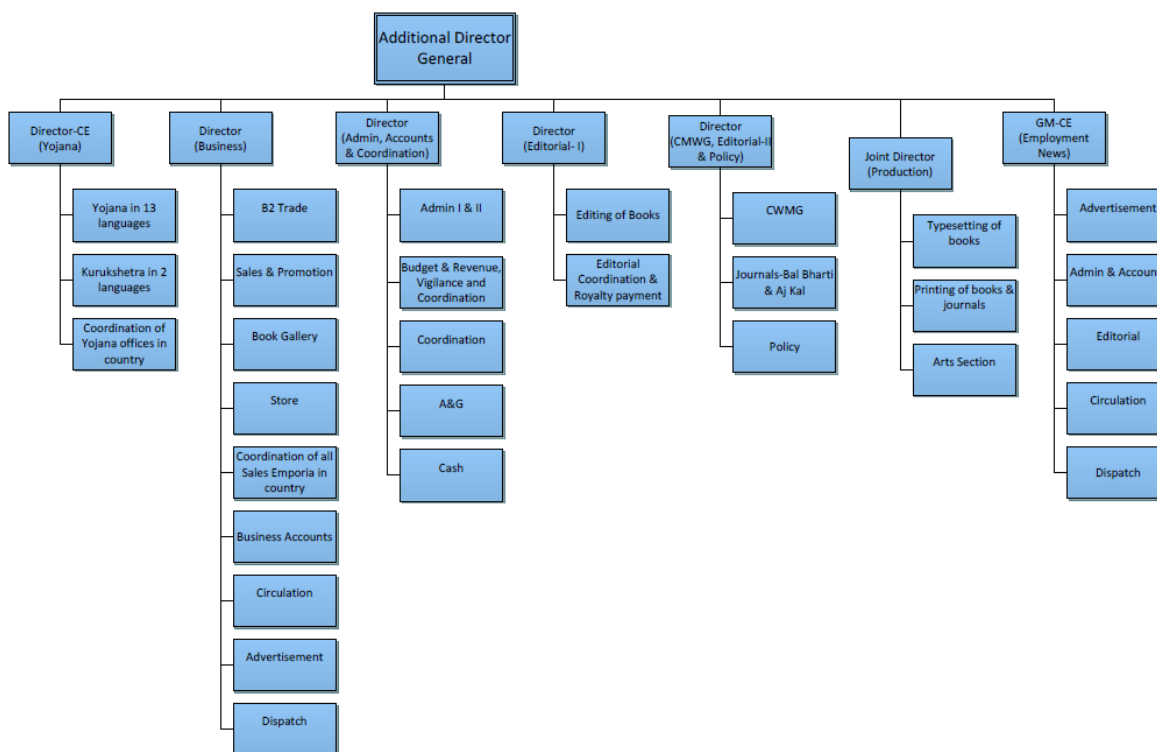 Additional Director
General
Director-CE
(Yojana)
Director
(Business)
Director
(Admin, Accounts
& Coordination)
Director
(Editorial- I)
Director
(CMWG, Editorial-II
& Policy)
Joint Director
(Production)
GM-CE
(Employment
News)
Yojana in 13
languages
Kurukshetra in 2
languages
Coordination of
Yojana offices in
country
B2 Trade
Sales & Promotion
Book Gallery
Store
Coordination of all
Sales Emporia in
country
Business Accounts
Circulation
Advertisement
Dispatch
Admin I & II
Budget & Revenue,
Vigilance and
Coordination
Coordination
A&G
Cash
Editing of Books
Editorial
Coordination &
Royalty payment
CWMG
Journals-Bal Bharti
& Aj Kal
Policy
Typesetting of
books
Printing of books &
journals
Arts Section
Advertisement
Admin & Account
Editorial
Circulation
Dispatch